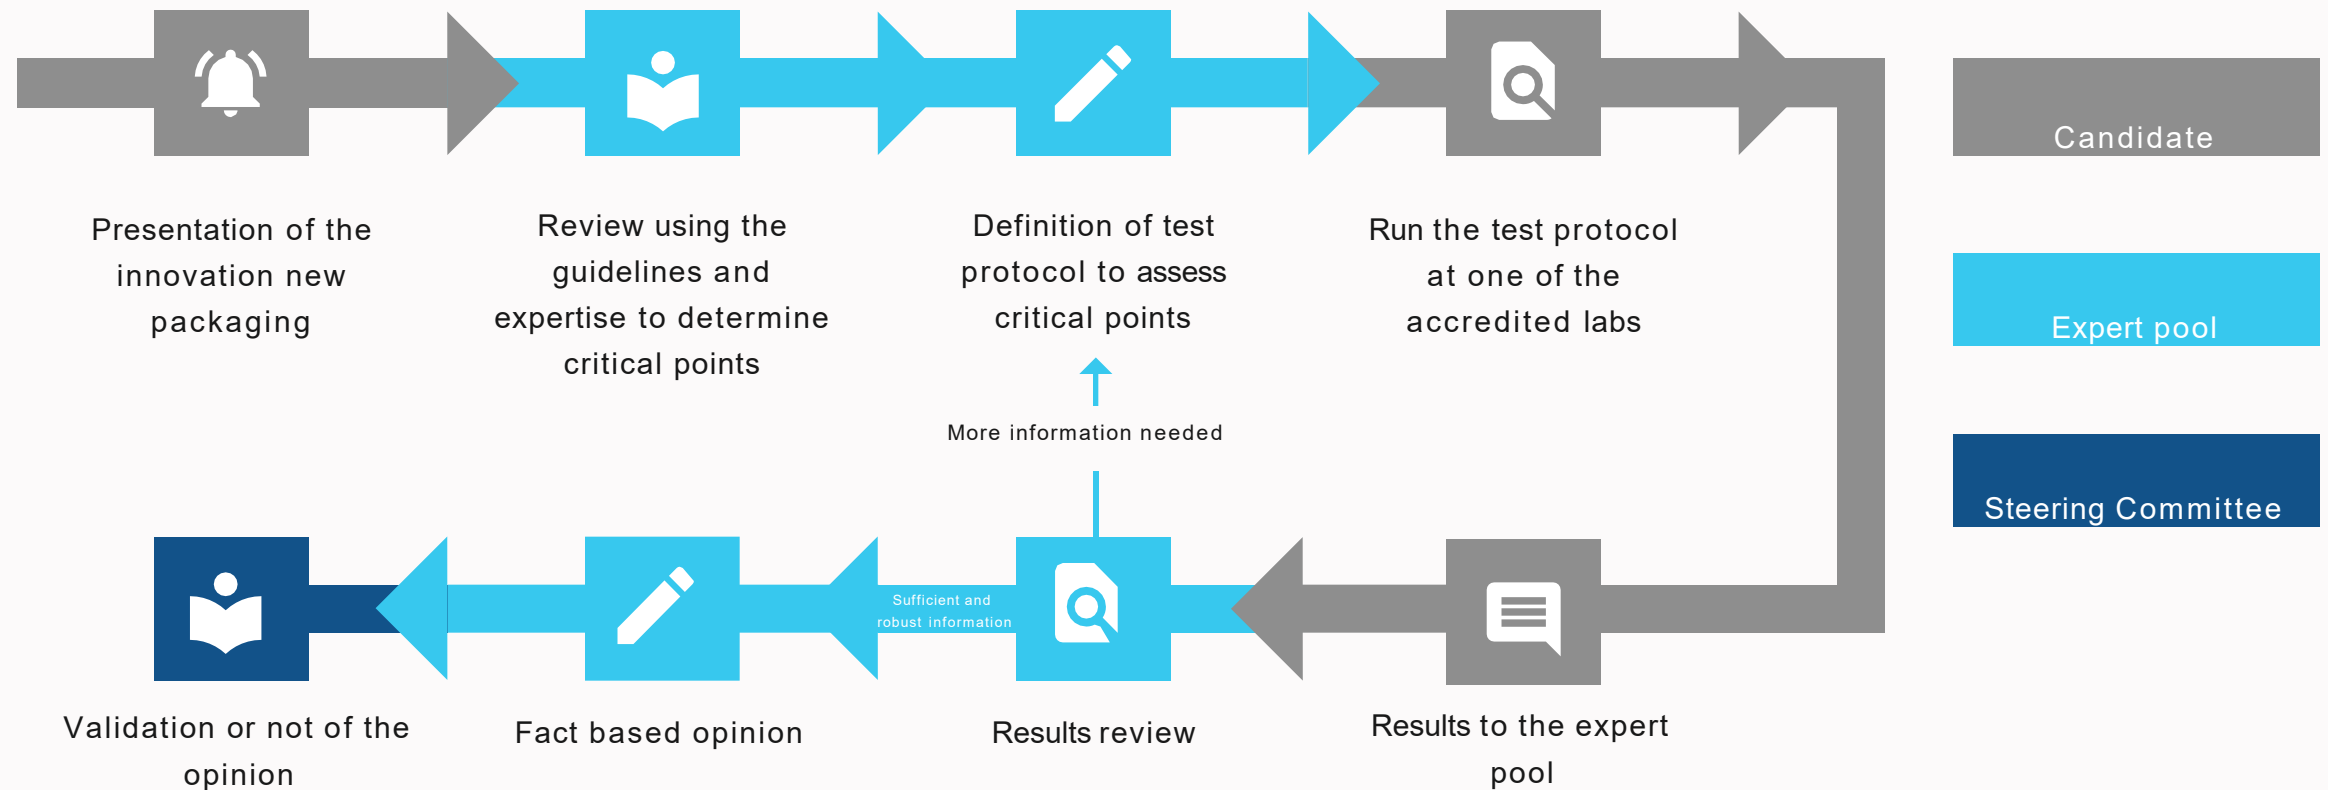 Presentation of the
innovation new
packaging
Review using the
guidelines and
expertise to determine
critical points
Definition of test
protocol to assess
critical points
Run the test protocol
at one of the
accredited labs
Candidate
Expert pool
Steering Committee
More information needed
Sufficient and
robust information
Validation or not of the
opinion
Fact based opinion
Results review
Results to the expert
pool